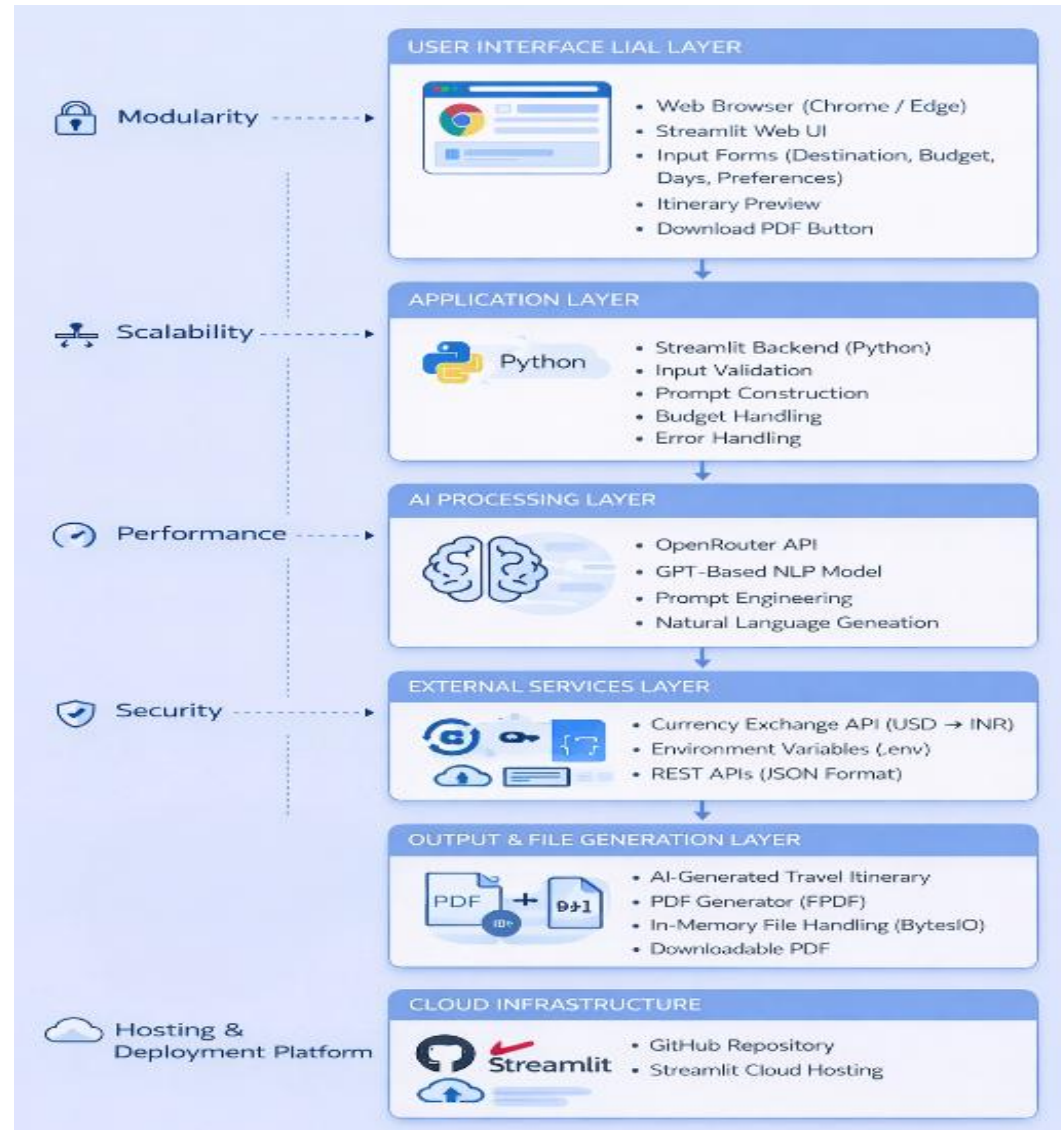 USER INTERFACE LIAL LAYER
Modularity
• Web Browser (Chrome / Edge)
• Streamlit Web UI
• Input Forms (Destination, Budget,
Days, Preferences)
• Itinerary Preview
• Download PDF Button
APPLICATION LAYER
Scalability
Python
• Streamlit Backend (Python)
• Input Validation
• Prompt Construction
• Budget Handling
• Error Handling
AI PROCESSING LAYER
Performance
• OpenRouter API
• GPT-Based NLP Model
• Prompt Engineering
• Natural Language Geneation
EXTERNAL SERVICES LAYER
Security
{ }
• Currency Exchange API (USD → INR)
• Environment Variables (.env)
• REST APIs (JSON Format)
OUTPUT & FILE GENERATION LAYER
PDF
+
• AI-Generated Travel Itinerary
• PDF Generator (FPDF)
• In-Memory File Handling (BytesIO)
• Downloadable PDF
CLOUD INFRASTRUCTURE
Hosting &
Deployment Platform
Streamlit
• GitHub Repository
• Streamlit Cloud Hosting